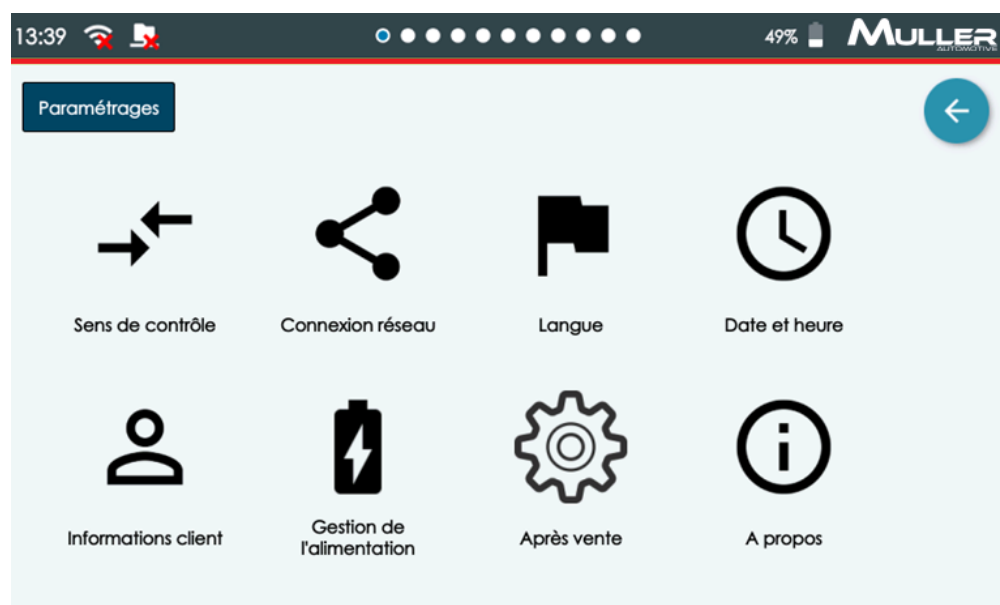 13:39
49%
MULLER
AUTOMOTIVE
Paramétrages
Sens de contrôle
Connexion réseau
Langue
Date et heure
Informations client
Gestion de
l'alimentation
Après vente
A propos